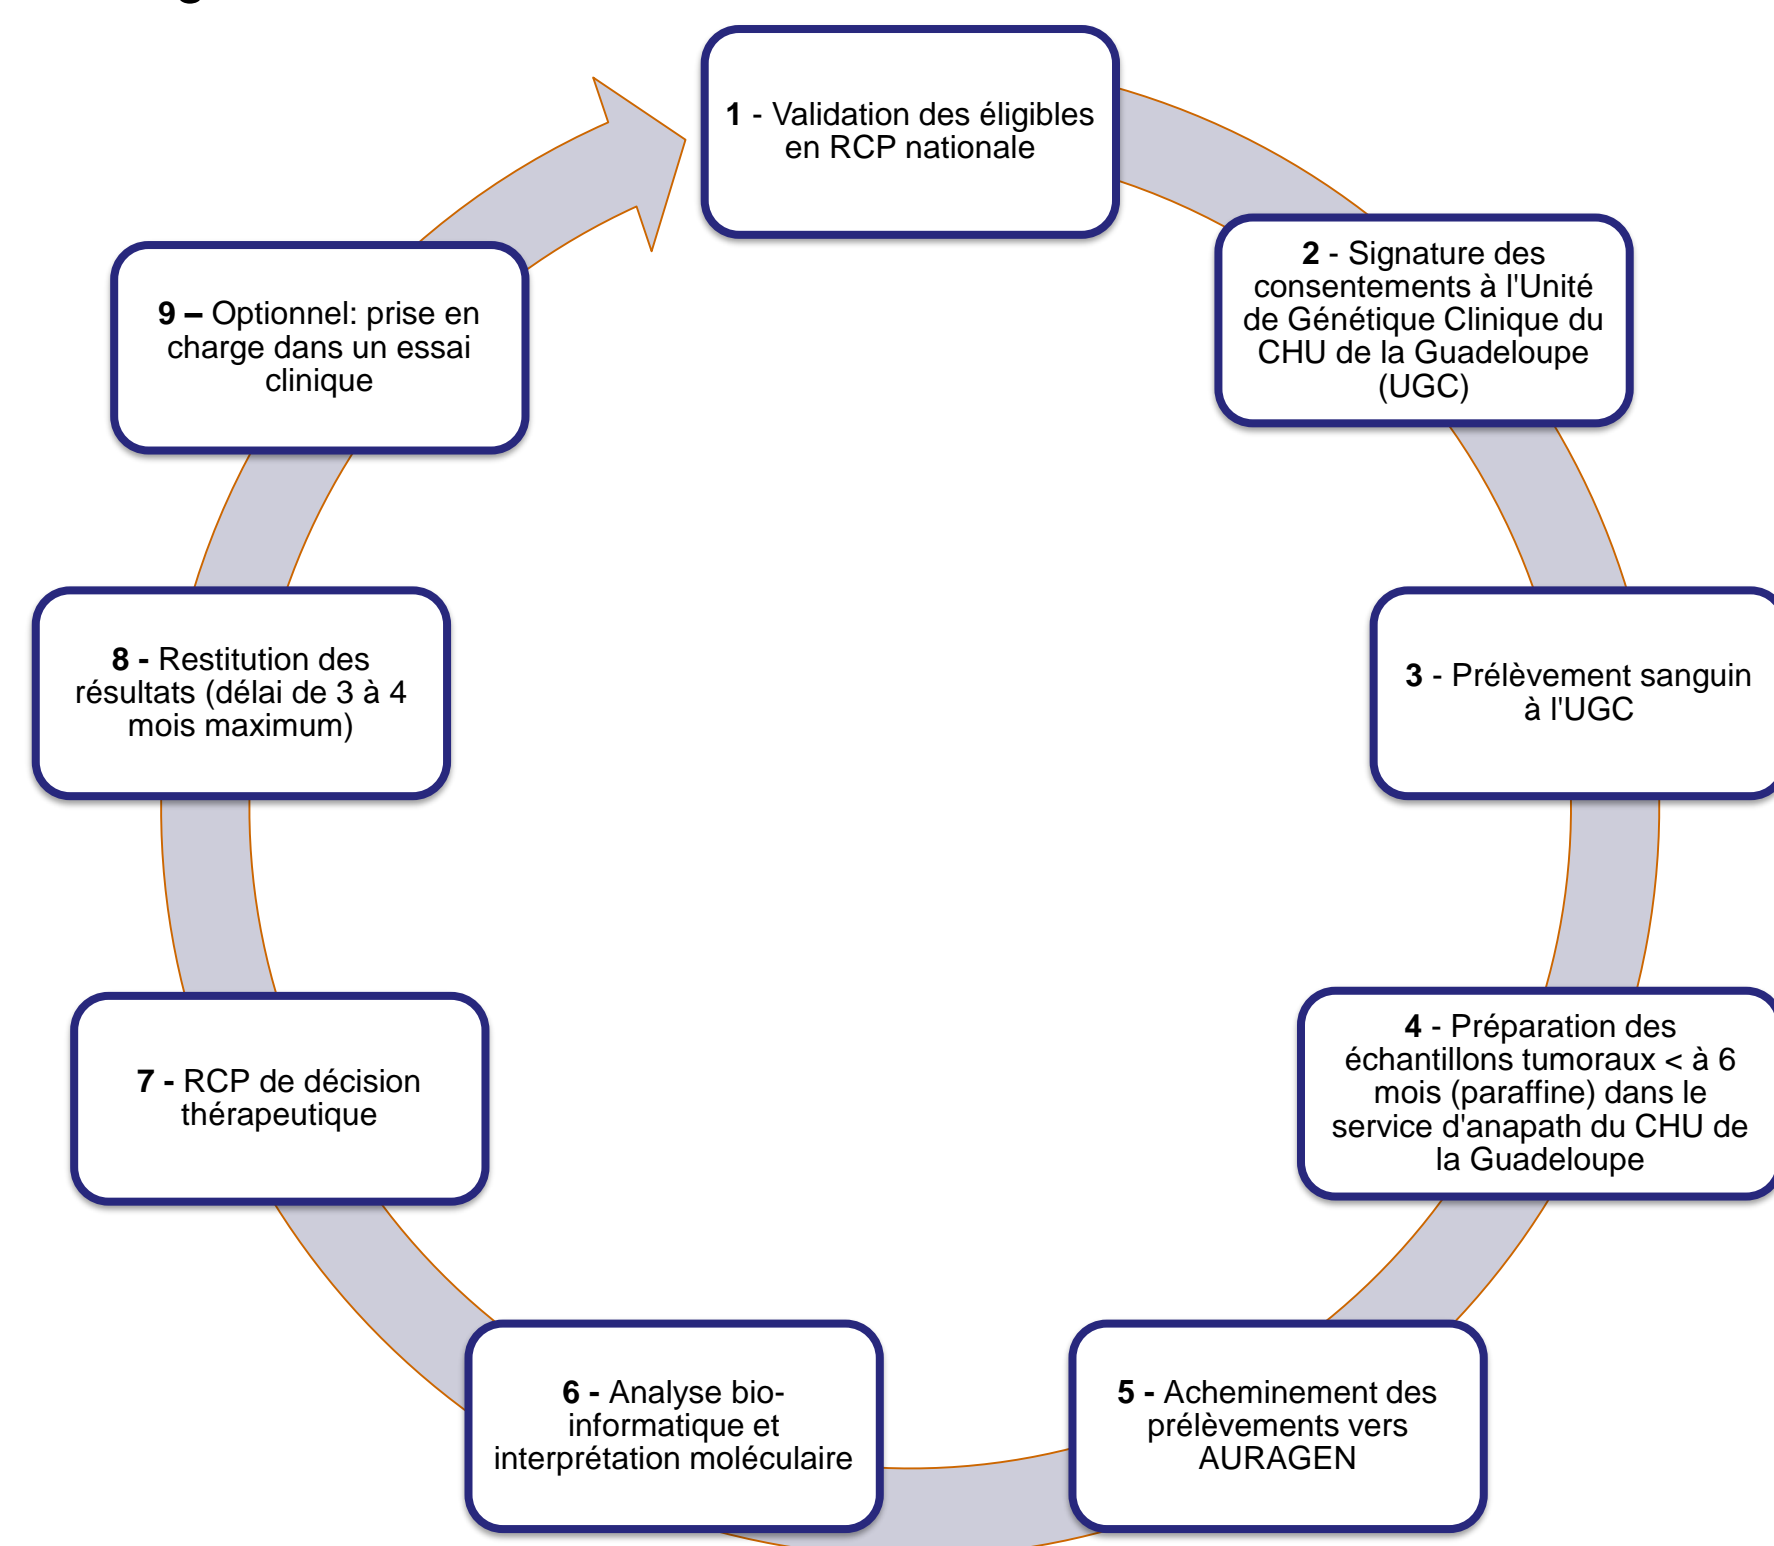 1 - Validation des éligibles
en RCP nationale
2 - Signature des
consentements à l'Unité
de Génétique Clinique du
CHU de la Guadeloupe
(UGC)
3 - Prélèvement sanguin
à l'UGC
4 - Préparation des
échantillons tumoraux < à 6
mois (paraffine) dans le
service d'anapath du CHU de
la Guadeloupe
5 - Acheminement des
prélèvements vers
AURAGEN
6 - Analyse bio-
informatique et
interprétation moléculaire
7 - RCP de décision
thérapeutique
8 - Restitution des
résultats (délai de 3 à 4
mois maximum)
9 – Optionnel: prise en
charge dans un essai
clinique